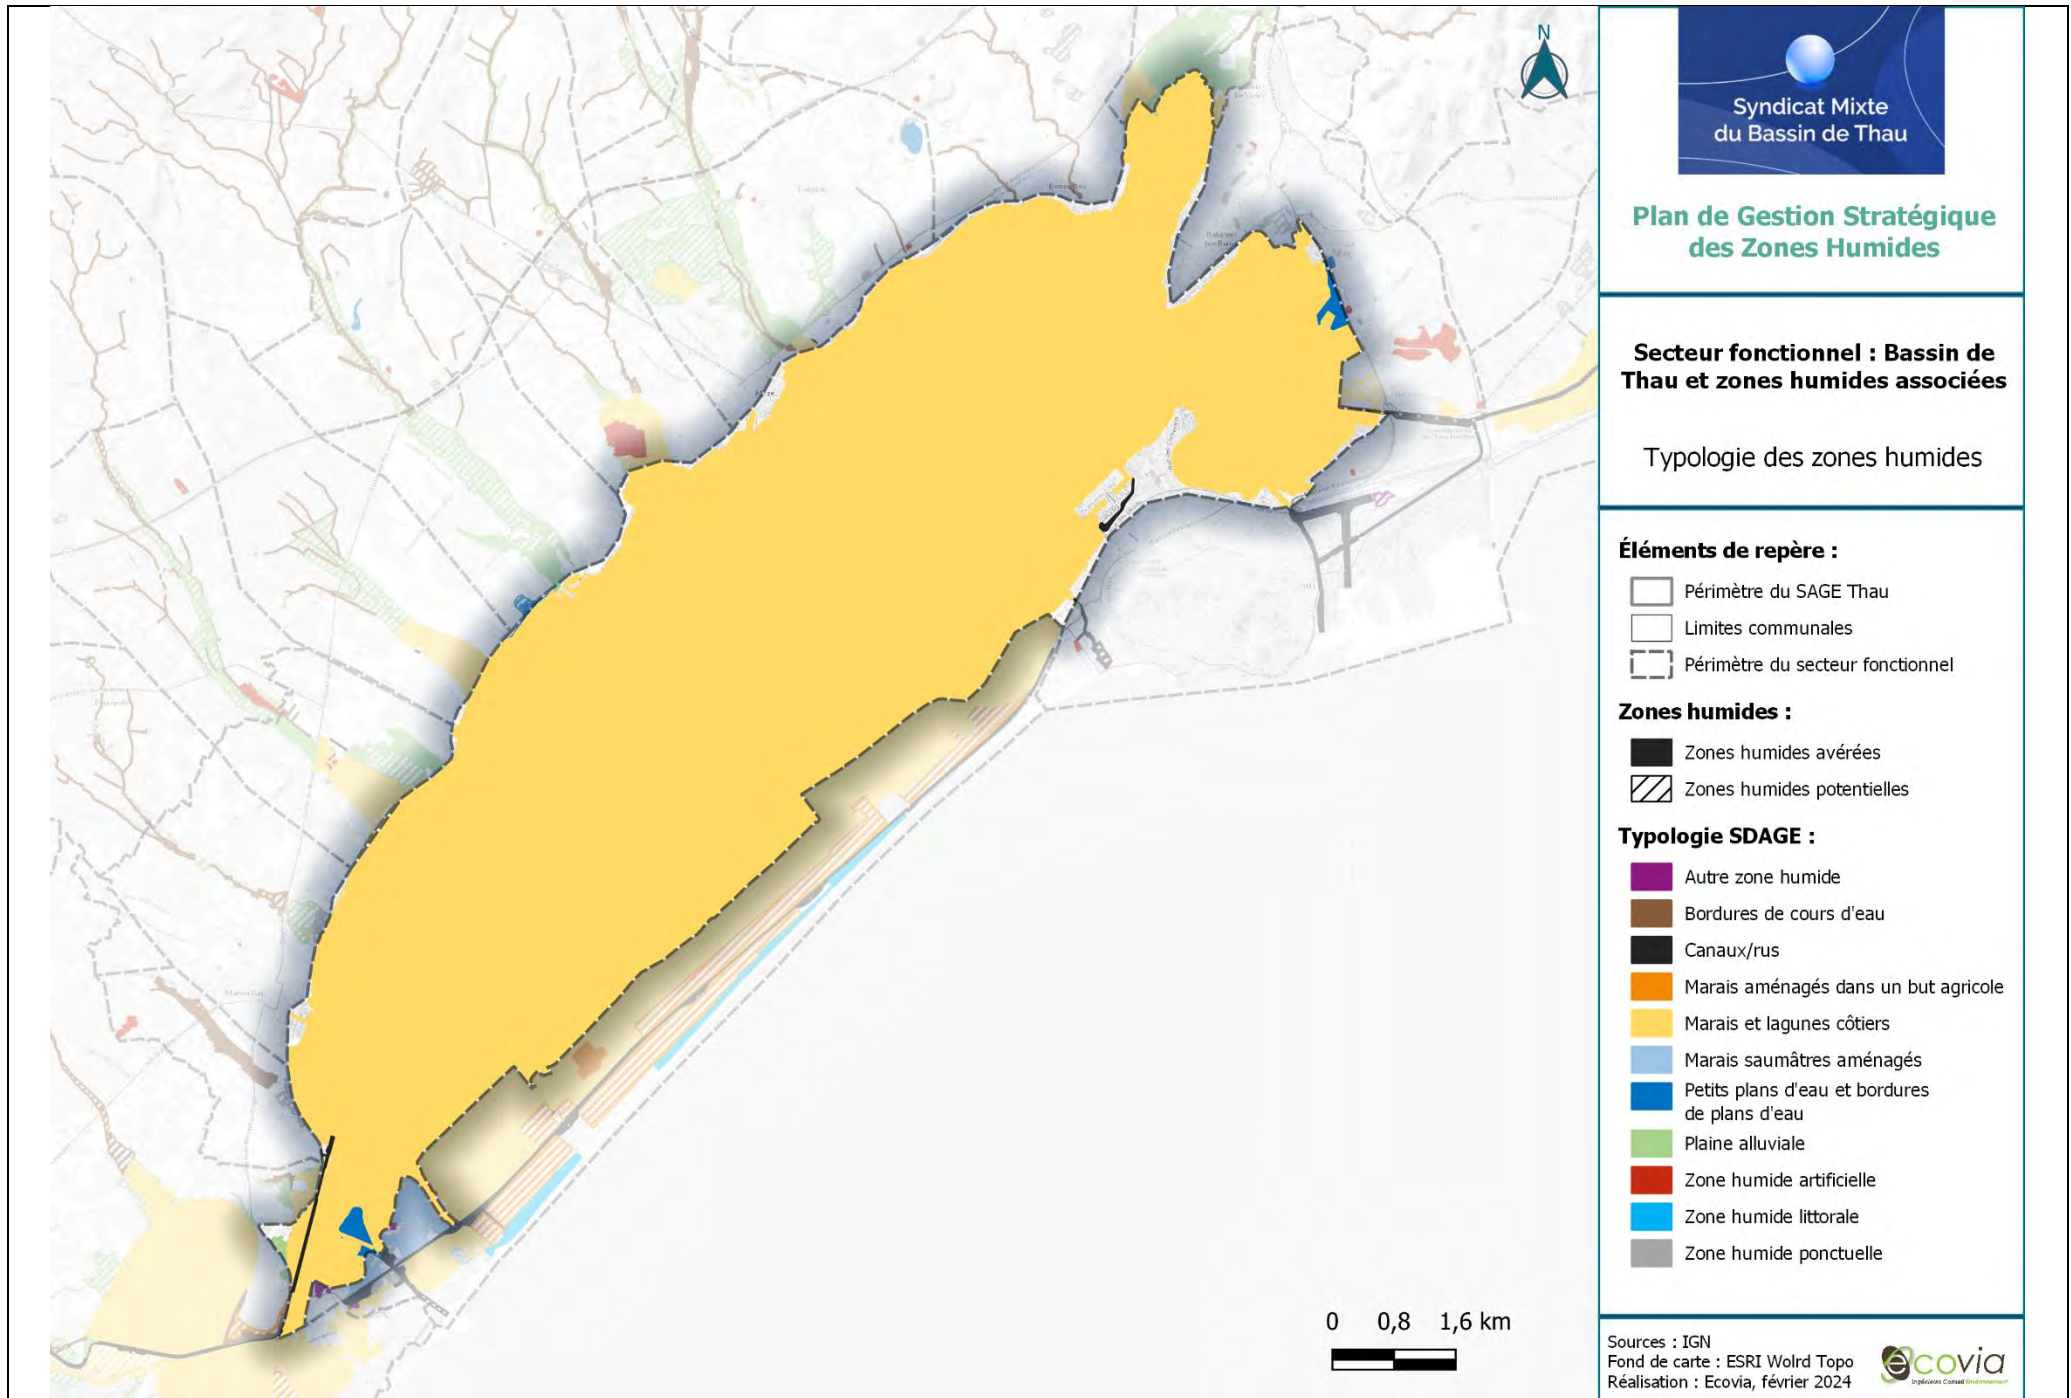 N
Syndicat Mixte
du Bassin de Thau
Plan de Gestion Stratégique
des Zones Humides
Secteur fonctionnel : Bassin de
Thau et zones humides associées
Typologie des zones humides
Éléments de repère :
Périmètre du SAGE Thau
Limites communales
Périmètre du secteur fonctionnel
Zones humides :
Zones humides avérées
Zones humides potentielles
Typologie SDAGE :
Autre zone humide
Bordures de cours d'eau
Canaux/rus
Marais aménagés dans un but agricole
Marais et lagunes côtiers
Marais saumâtres aménagés
Petits plans d'eau et bordures
de plans d'eau
Plaine alluviale
Zone humide artificielle
Zone humide littorale
Zone humide ponctuelle
0 0,8 1,6 km
Sources : IGN
Fond de carte : ESRI Wolrd Topo
Réalisation : Ecovia, février 2024
ecovia
Ingénieurs Conseil Environnement